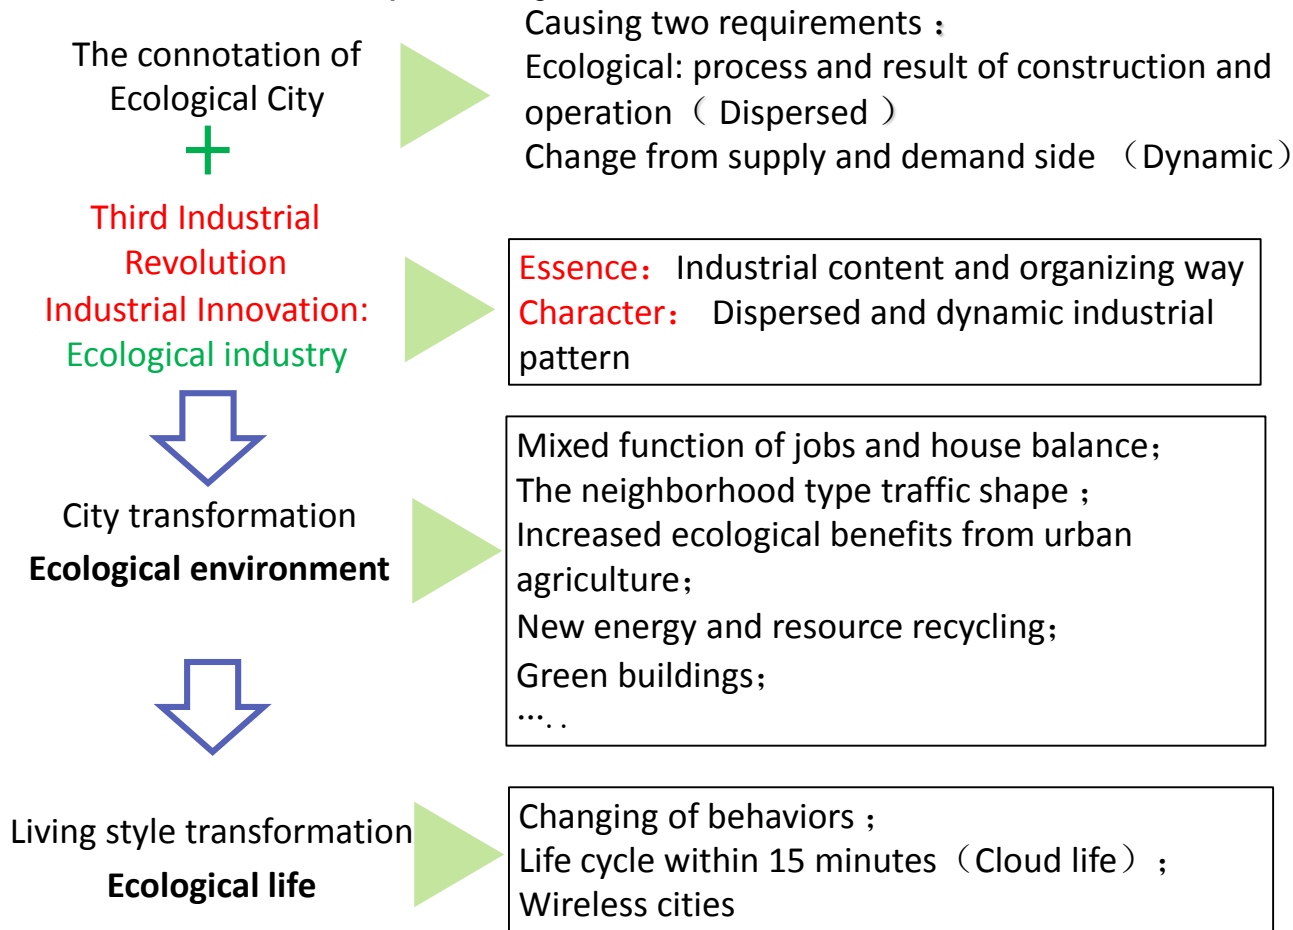 The connotation of
Ecological City
+
Causing two requirements ；
Ecological: process and result of construction and
operation（ Dispersed ）
Change from supply and demand side （Dynamic）
Third Industrial
Revolution
Industrial Innovation:
Ecological industry
Essence： Industrial content and organizing way
Character： Dispersed and dynamic industrial
pattern
City transformation
Ecological environment
Mixed function of jobs and house balance；
The neighborhood type traffic shape ；
Increased ecological benefits from urban
agriculture；
New energy and resource recycling；
Green buildings；
…..
Living style transformation
Ecological life
Changing of behaviors ；
Life cycle within 15 minutes（Cloud life）；
Wireless cities